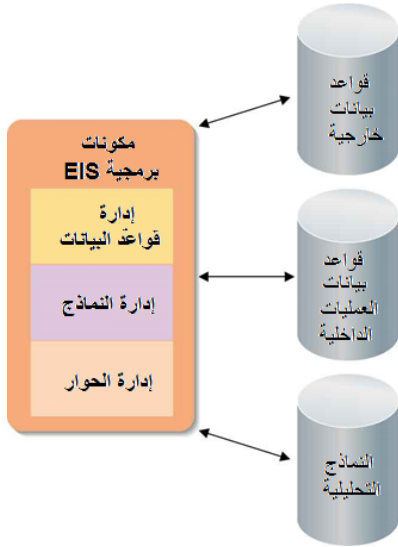 قواعد
بيانات
خارجية
مكونات
برمجية EIS
إدارة
قواعد البيانات
إدارة النماذج
إدارة الحوار
قواعد
بيانات
العمليات
الداخلية
النماذج
التحليلية